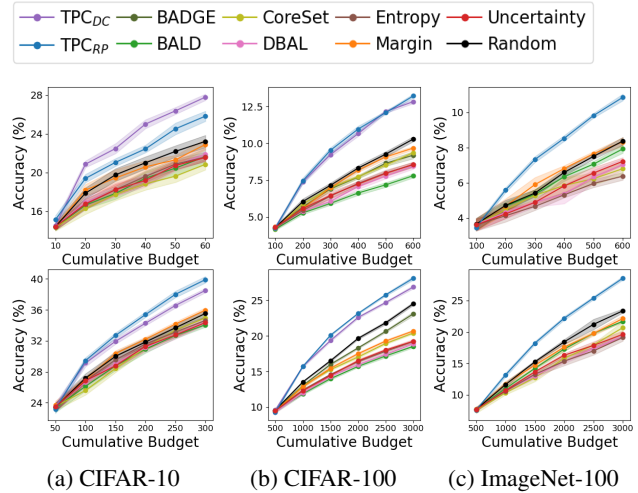 TPC_DC BADGE CoreSet Entropy Uncertainty
TPC_RP BALD DBAL Margin Random
28
24
20
16
10 20 30 40 50 60
Accuracy (%)
Cumulative Budget
12.5
10.0
7.5
5.0
100 200 300 400 500 600
Accuracy (%)
Cumulative Budget
10
8
6
4
100 200 300 400 500 600
Accuracy (%)
Cumulative Budget
40
36
32
28
24
50 100 150 200 250 300
Accuracy (%)
Cumulative Budget
25
20
15
10
500 1000 1500 2000 2500 3000
Accuracy (%)
Cumulative Budget
25
20
15
10
500 1000 1500 2000 2500 3000
Accuracy (%)
Cumulative Budget
(a) CIFAR-10 (b) CIFAR-100 (c) ImageNet-100